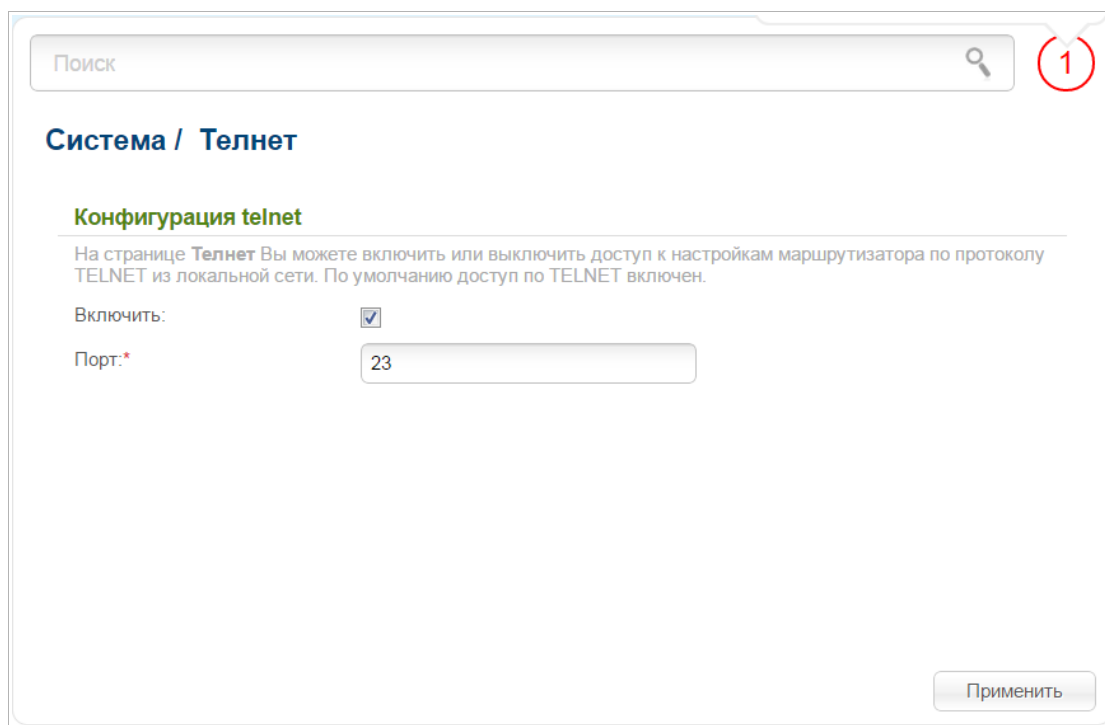 Поиск
1
Система / Телнет
Конфигурация telnet
На странице Телнет Вы можете включить или выключить доступ к настройкам маршрутизатора по протоколу
TELNET из локальной сети. По умолчанию доступ по TELNET включен.
Включить:
Порт:*
23
Применить